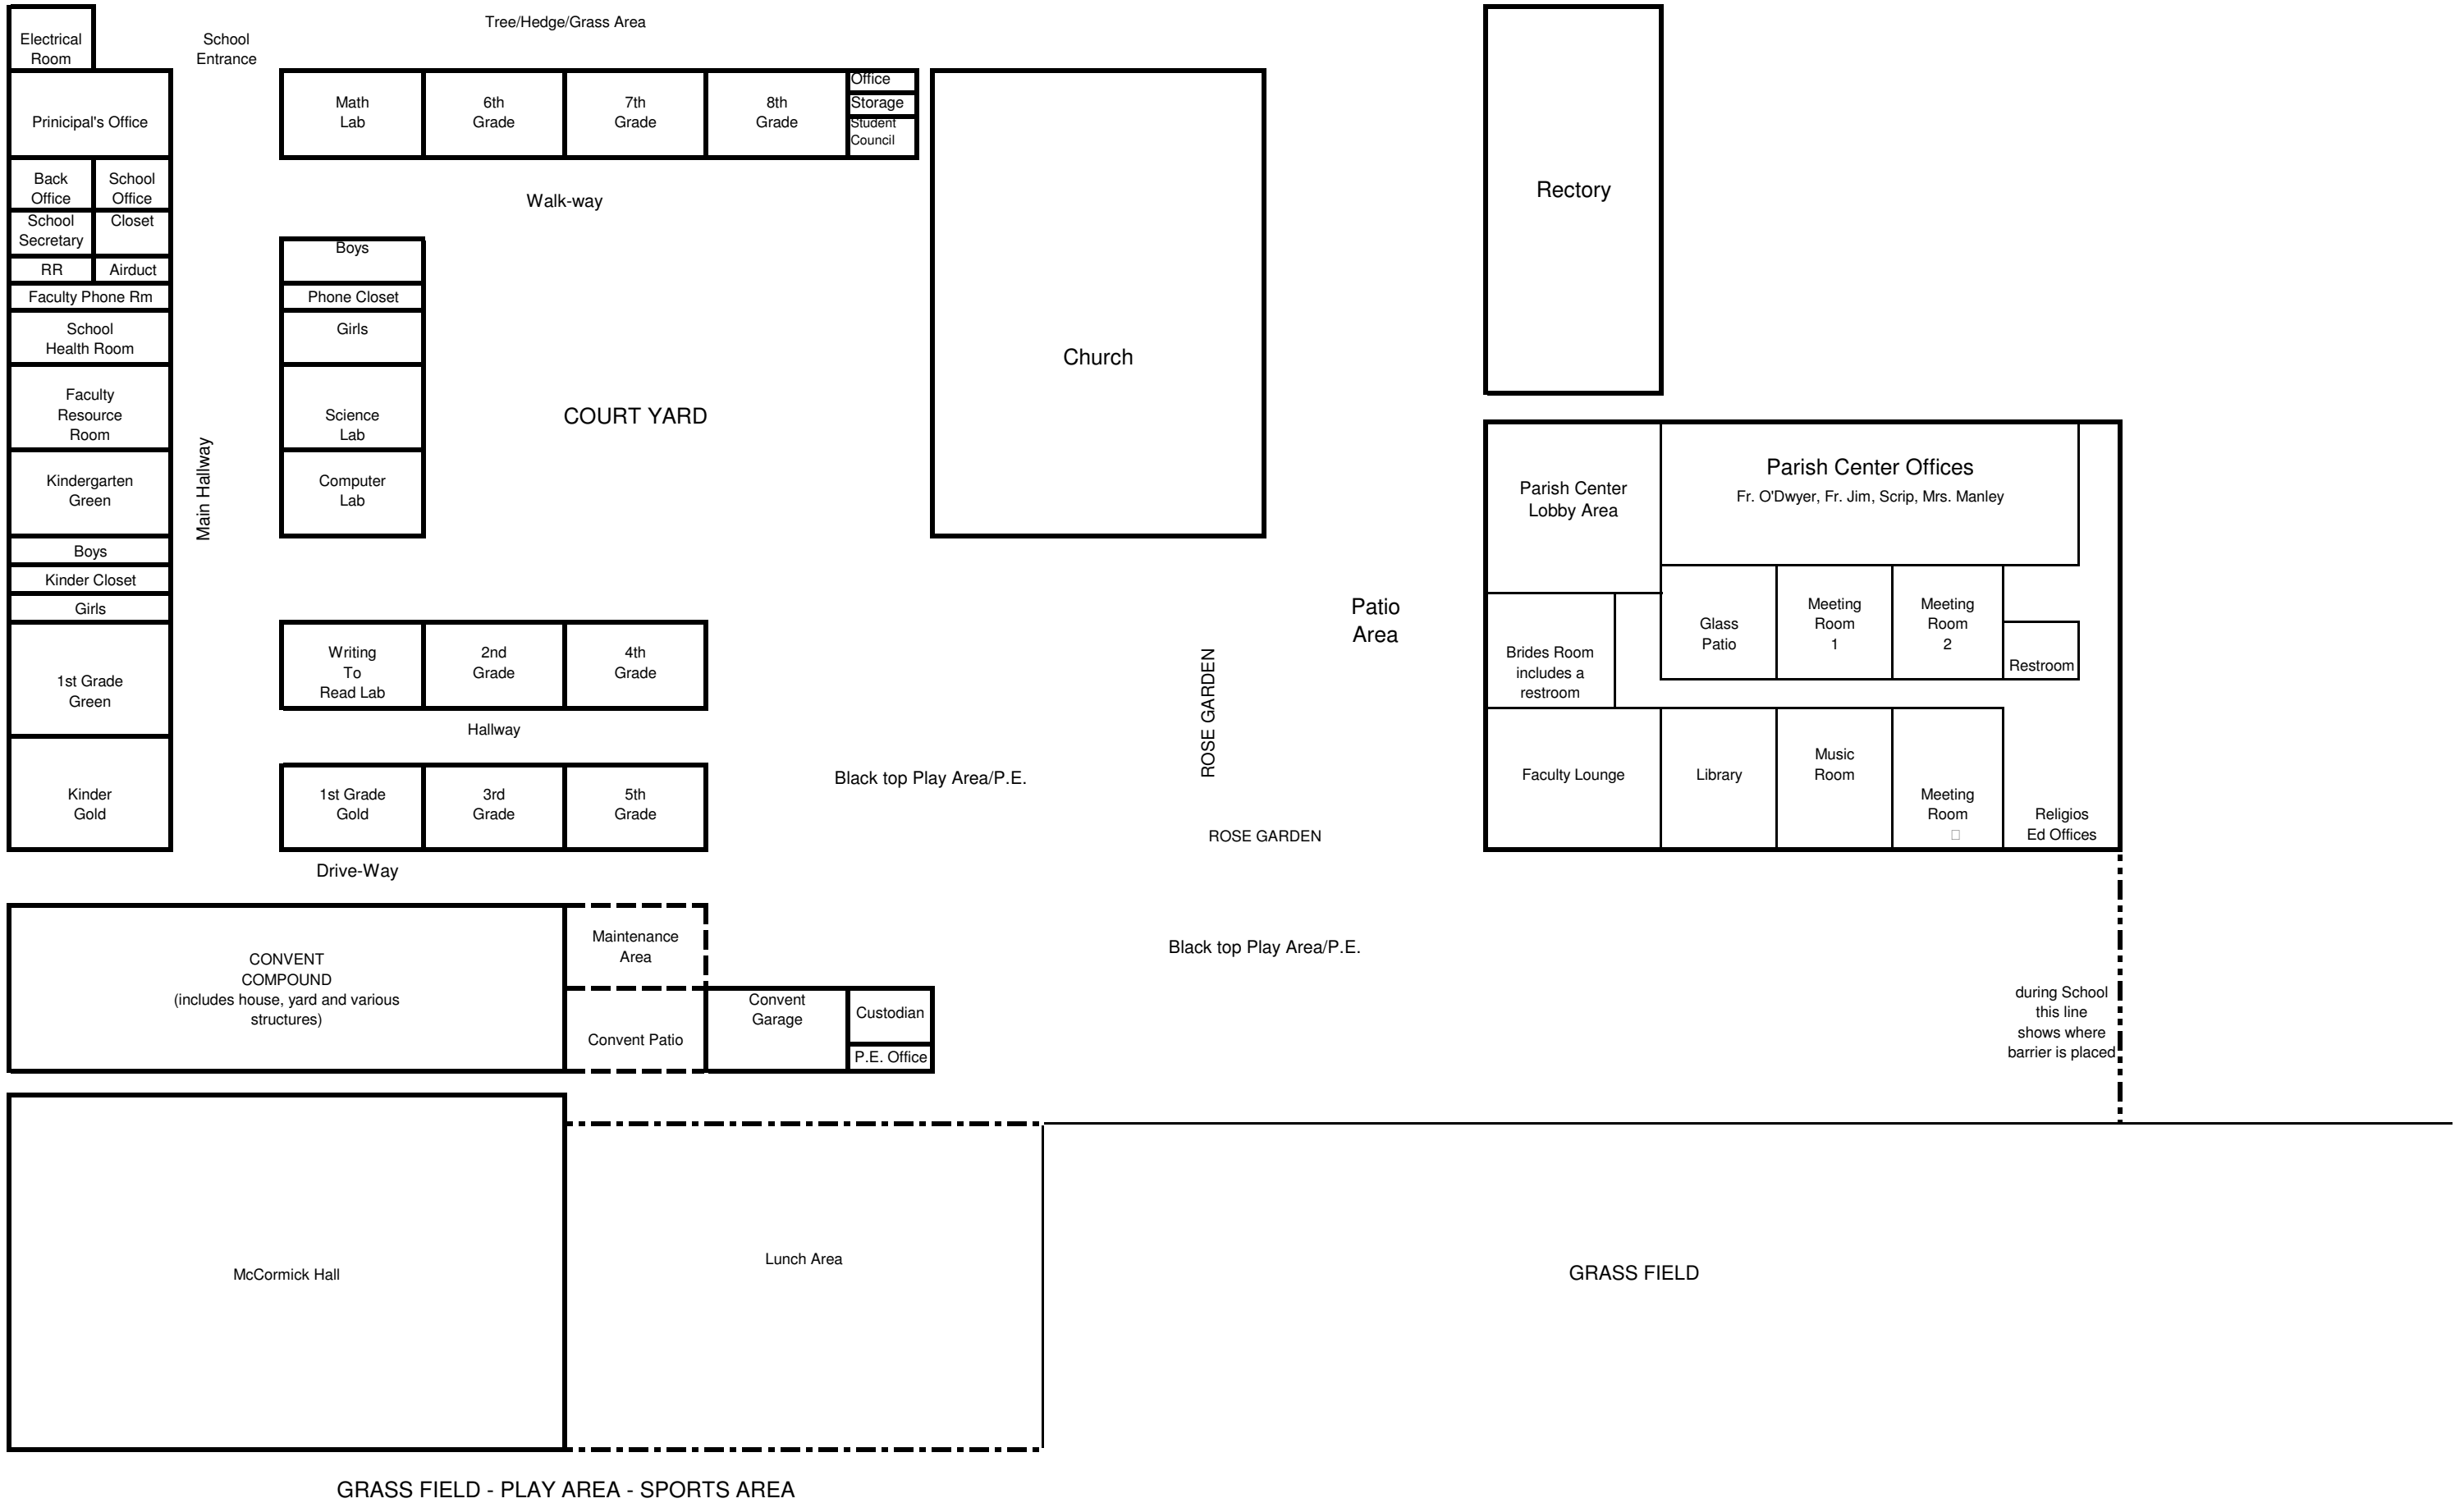 Tree/Hedge/Grass Area
Electrical
Room
School
Entrance
Prinicipal's Office
Math
Lab
6th
Grade
7th
Grade
8th
Grade
Office
Storage
Student
Council
Back
Office
School
Office
School
Secretary
Closet
RR
Airduct
Faculty Phone Rm
School
Health Room
Faculty
Resource
Room
Kindergarten
Green
Boys
Kinder Closet
Girls
1st Grade
Green
Kinder
Gold
Main Hallway
Walk-way
Boys
Phone Closet
Girls
Science
Lab
Computer
Lab
COURT YARD
Church
Rectory
Parish Center
Lobby Area
Parish Center Offices
Fr. O'Dwyer, Fr. Jim, Scrip, Mrs. Manley
Patio
Area
Glass
Patio
Meeting
Room
1
Meeting
Room
2
Restroom
Brides Room
includes a
restroom
Faculty Lounge
Library
Music
Room
Meeting
Room
Religios
Ed Offices
Writing
To
Read Lab
2nd
Grade
4th
Grade
Hallway
1st Grade
Gold
3rd
Grade
5th
Grade
Black top Play Area/P.E.
ROSE GARDEN
ROSE GARDEN
Drive-Way
CONVENT
COMPOUND
(includes house, yard and various
structures)
Maintenance
Area
Convent Patio
Convent
Garage
Custodian
P.E. Office
Black top Play Area/P.E.
during School
this line
shows where
barrier is placed
McCormick Hall
Lunch Area
GRASS FIELD
GRASS FIELD - PLAY AREA - SPORTS AREA